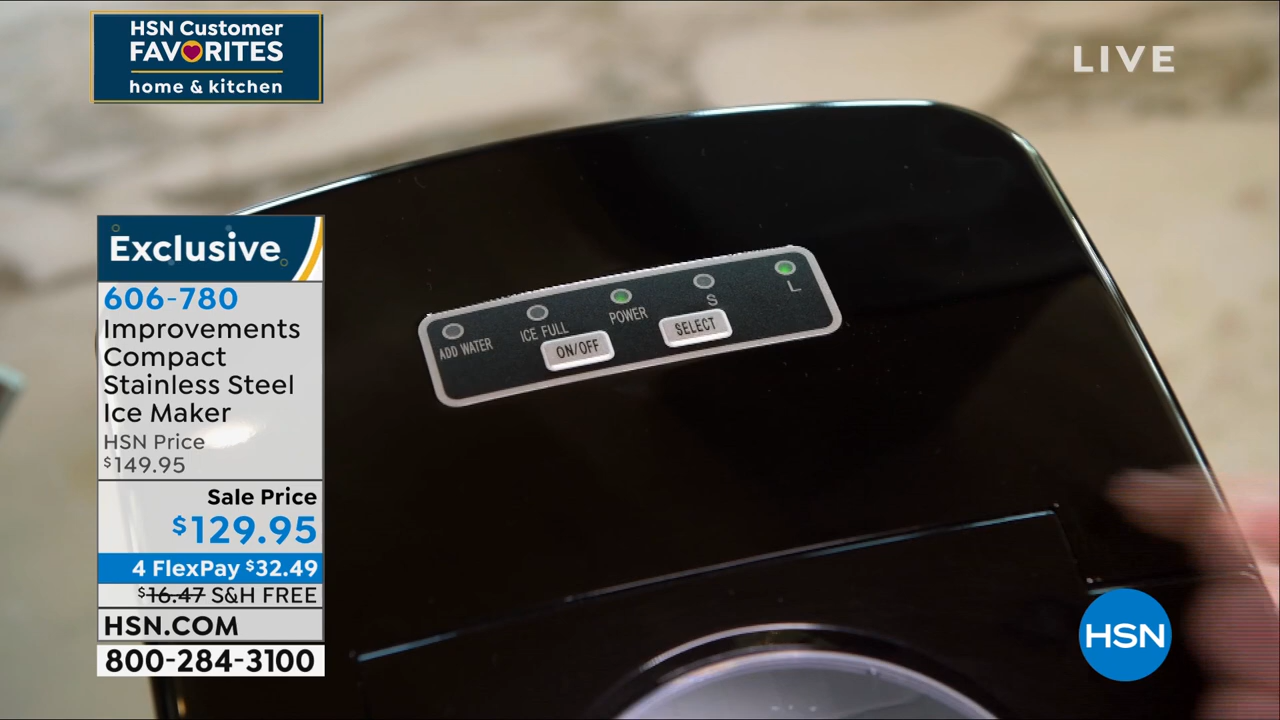 HSN Customer
FAVORITES
home & kitchen
LIVE
Exclusive
606-780
Improvements
Compact
Stainless Steel
Ice Maker
HSN Price
$149.95
Sale Price
$129.95
4 FlexPay $32.49
$16.47 S&H FREE
HSN.COM
800-284-3100
ADD WATER
ICE FULL
POWER
S
L
ON/OFF
SELECT
HSN